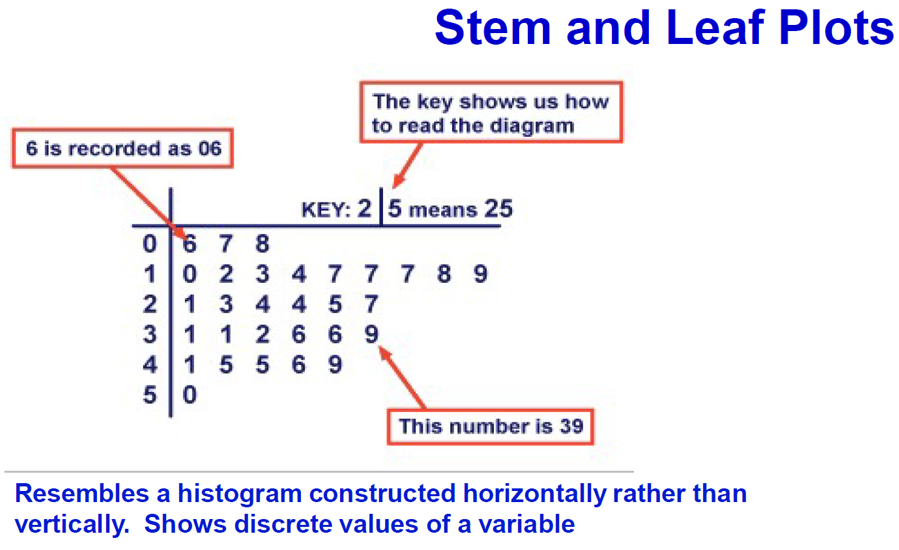 Stem and Leaf Plots
The key shows us how
to read the diagram
6 is recorded as 06
KEY: 2 | 5 means 25
0 | 6 7 8
1 | 0 2 3 4 7 7 7 8 9
2 | 1 3 4 4 5 7
3 | 1 1 2 6 6 9
4 | 1 5 5 6 9
5 | 0
This number is 39
Resembles a histogram constructed horizontally rather than
vertically. Shows discrete values of a variable